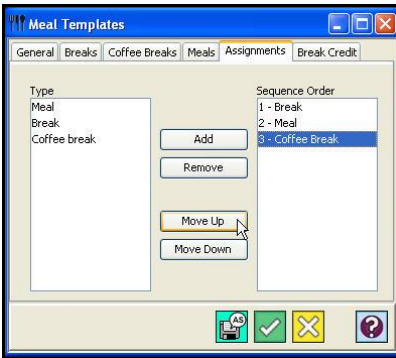 Meal Templates
General Breaks Coffee Breaks Meals Assignments Break Credit
Type
Meal
Break
Coffee break
Add
Remove
Move Up
Move Down
Sequence Order
1 - Break
2 - Meal
3 - Coffee Break
AS
?